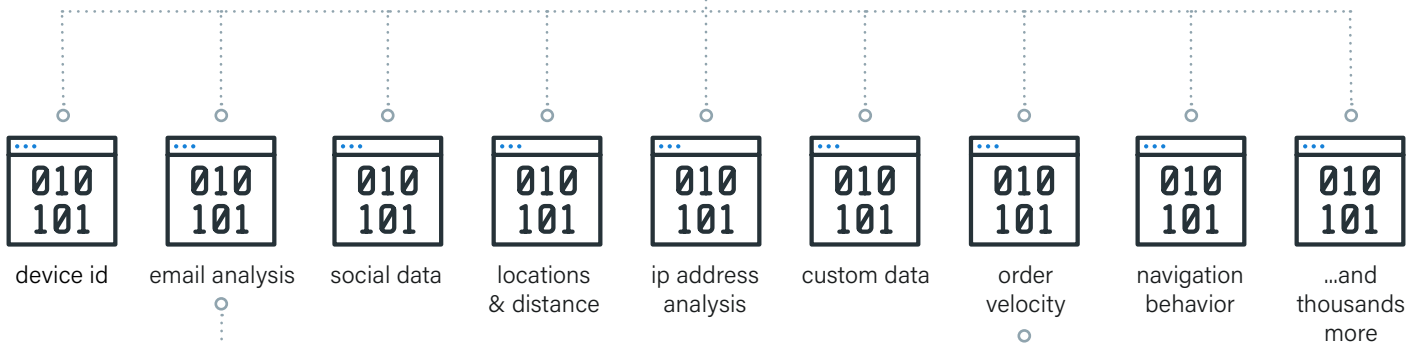 010
101
010
101
010
101
010
101
010
101
010
101
010
101
010
101
010
101
device id
email analysis
social data
locations
& distance
ip address
analysis
custom data
order
velocity
navigation
behavior
...and
thousands
more